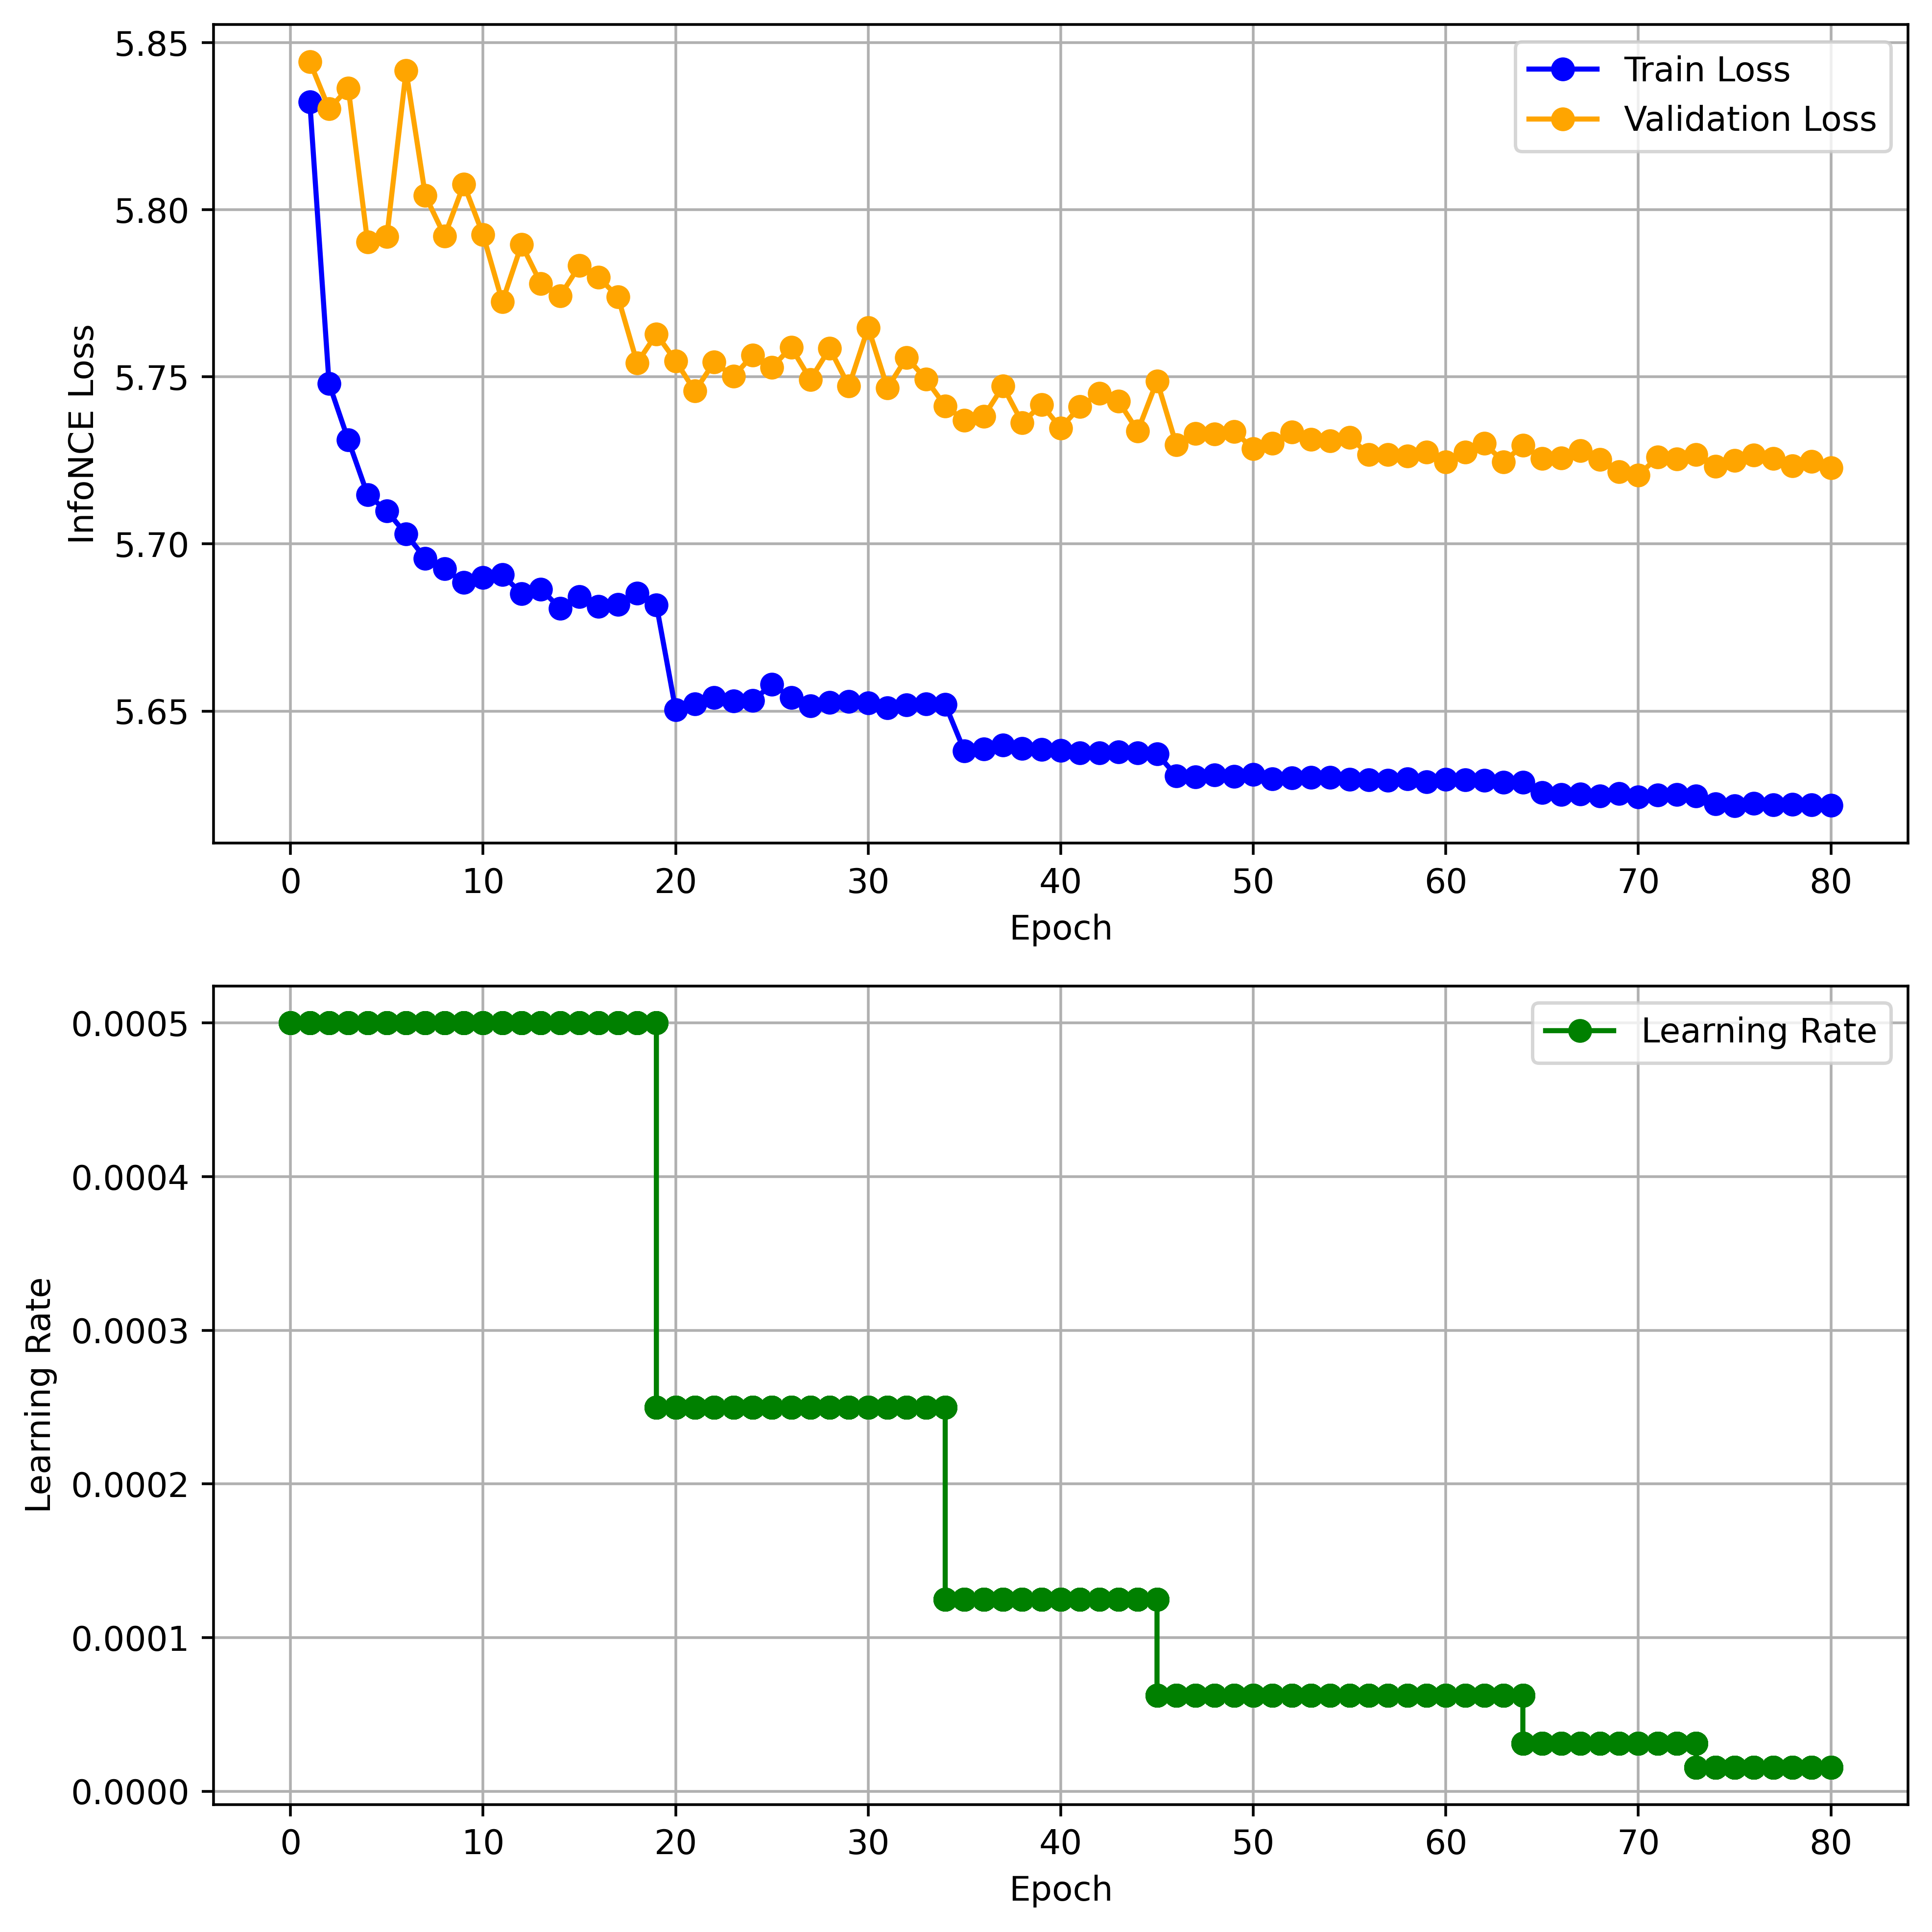 5.85
5.80
5.75
5.70
5.65
InfoNCE Loss
Train Loss
Validation Loss
0 10 20 30 40 50 60 70 80
Epoch
0.0005
0.0004
0.0003
0.0002
0.0001
0.0000
Learning Rate
Learning Rate
0 10 20 30 40 50 60 70 80
Epoch